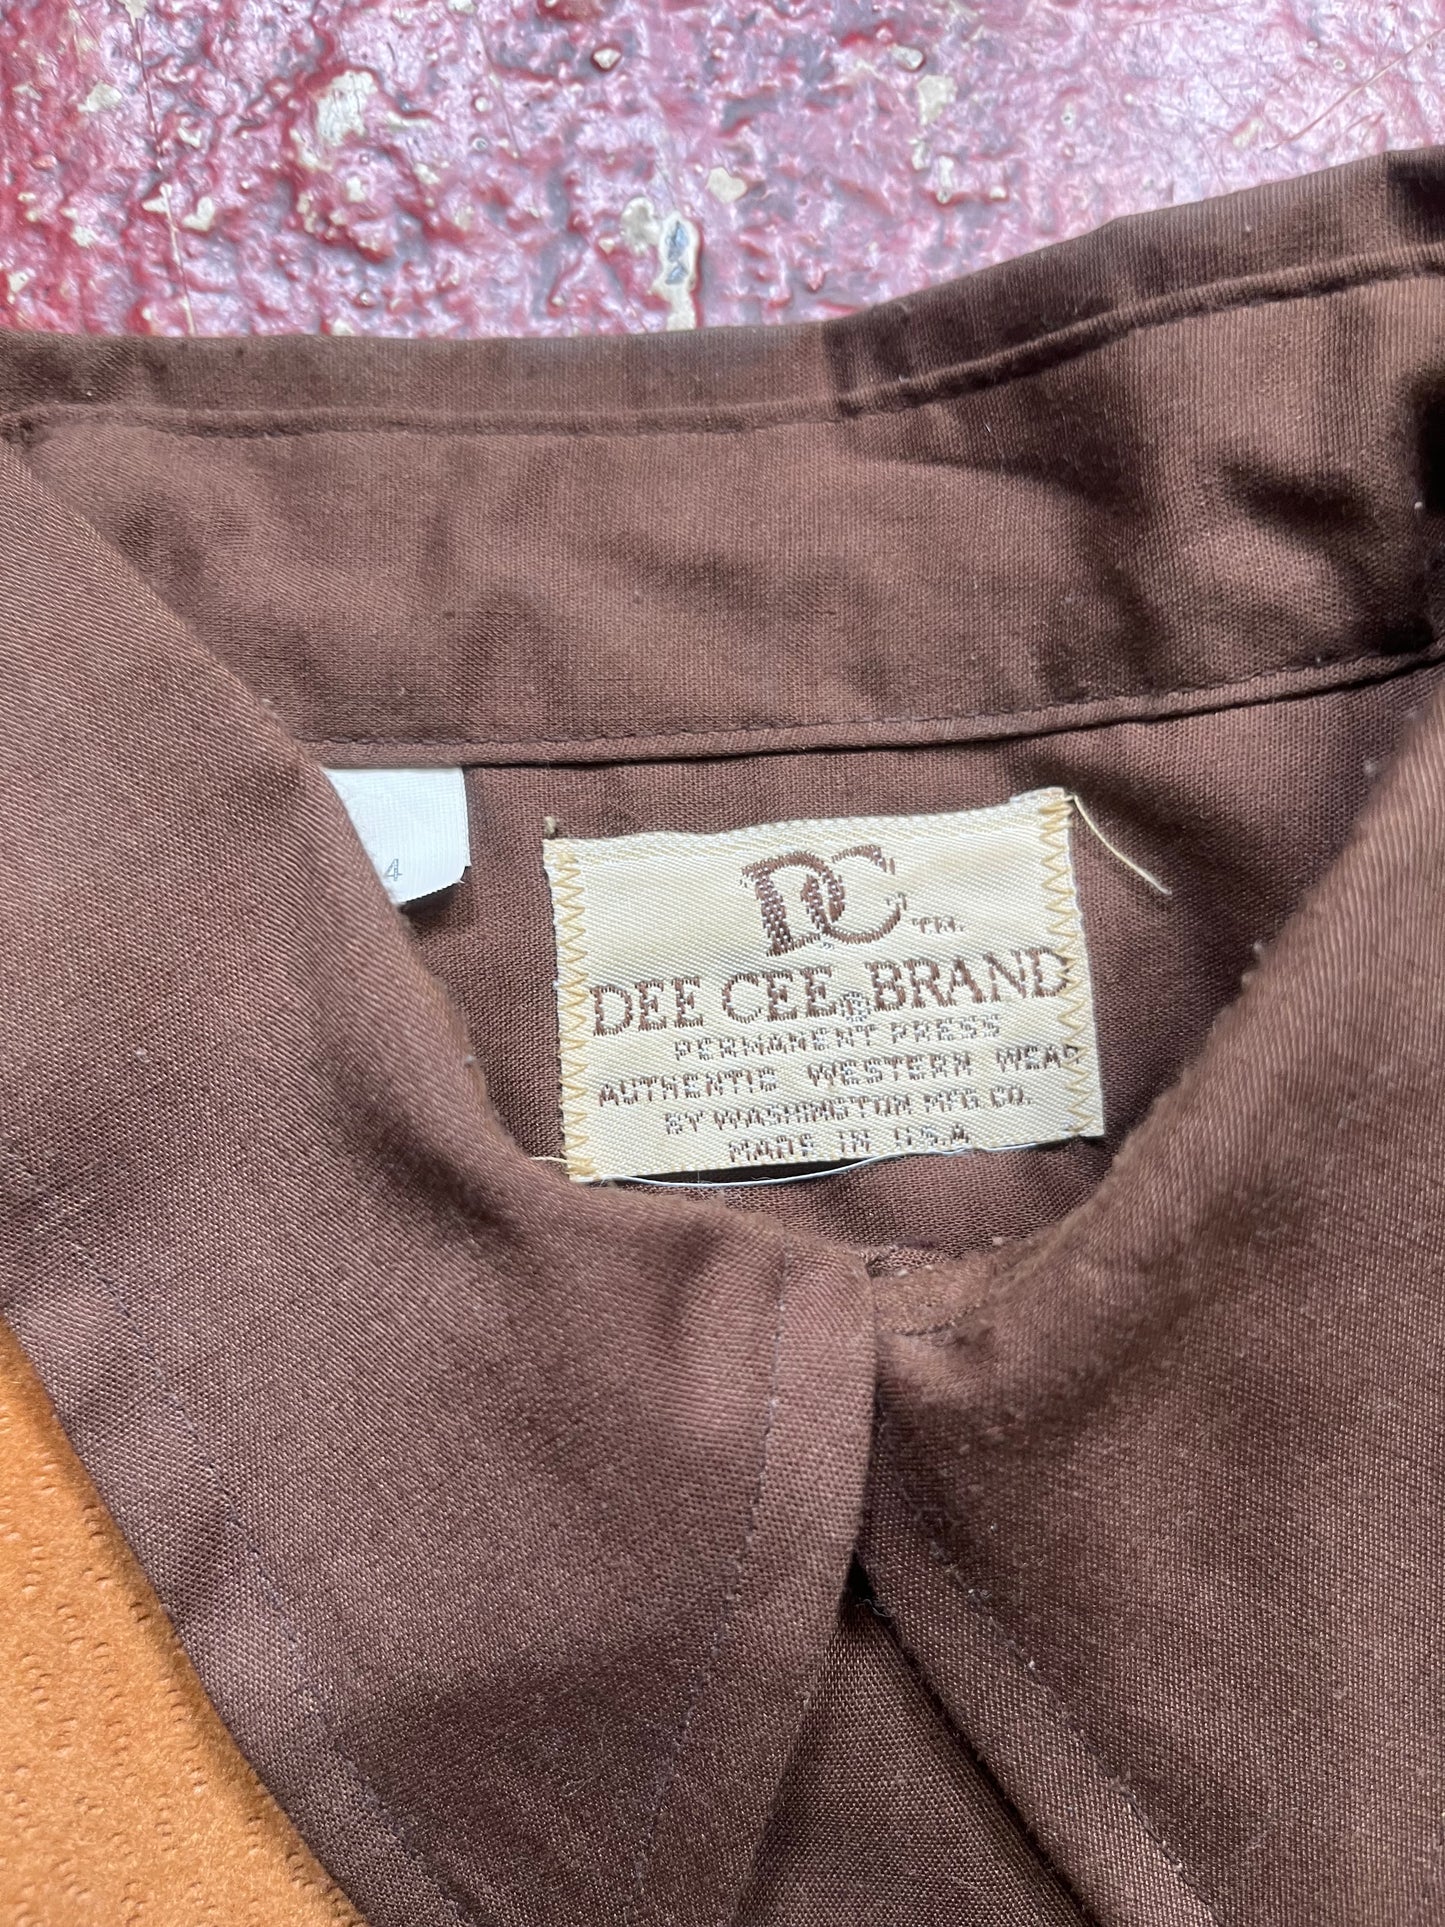 4
DC TM.
DEE CEE® BRAND
PERMANENT PRESS
AUTHENTIC WESTERN WEAR
BY WASHINGTON MFG. CO.
MADE IN U.S.A